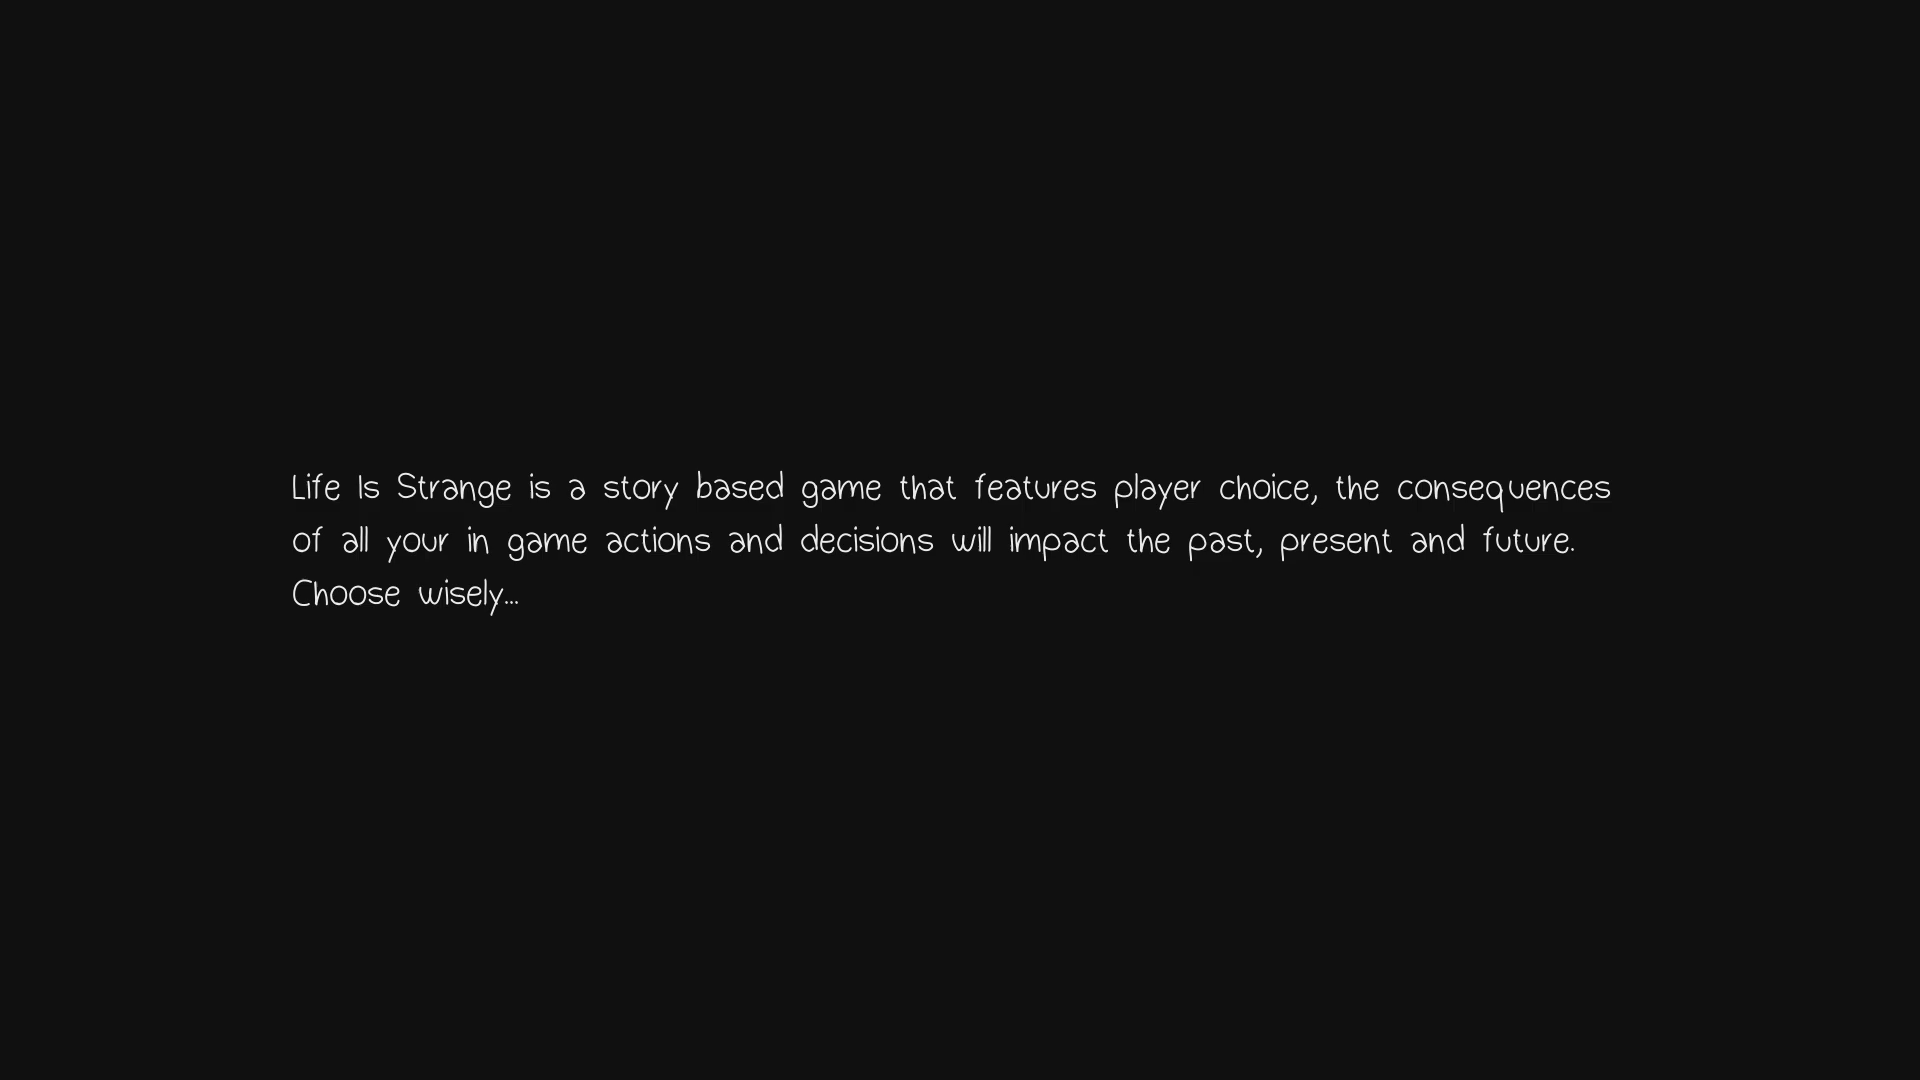 Life Is Strange is a story based game that features player choice, the consequences
of all your in game actions and decisions will impact the past, present and future.
Choose wisely...